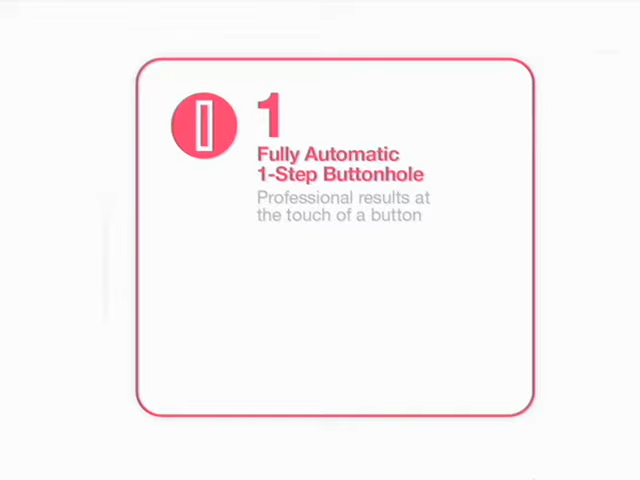 1
Fully Automatic
1-Step Buttonhole
Professional results at
the touch of a button